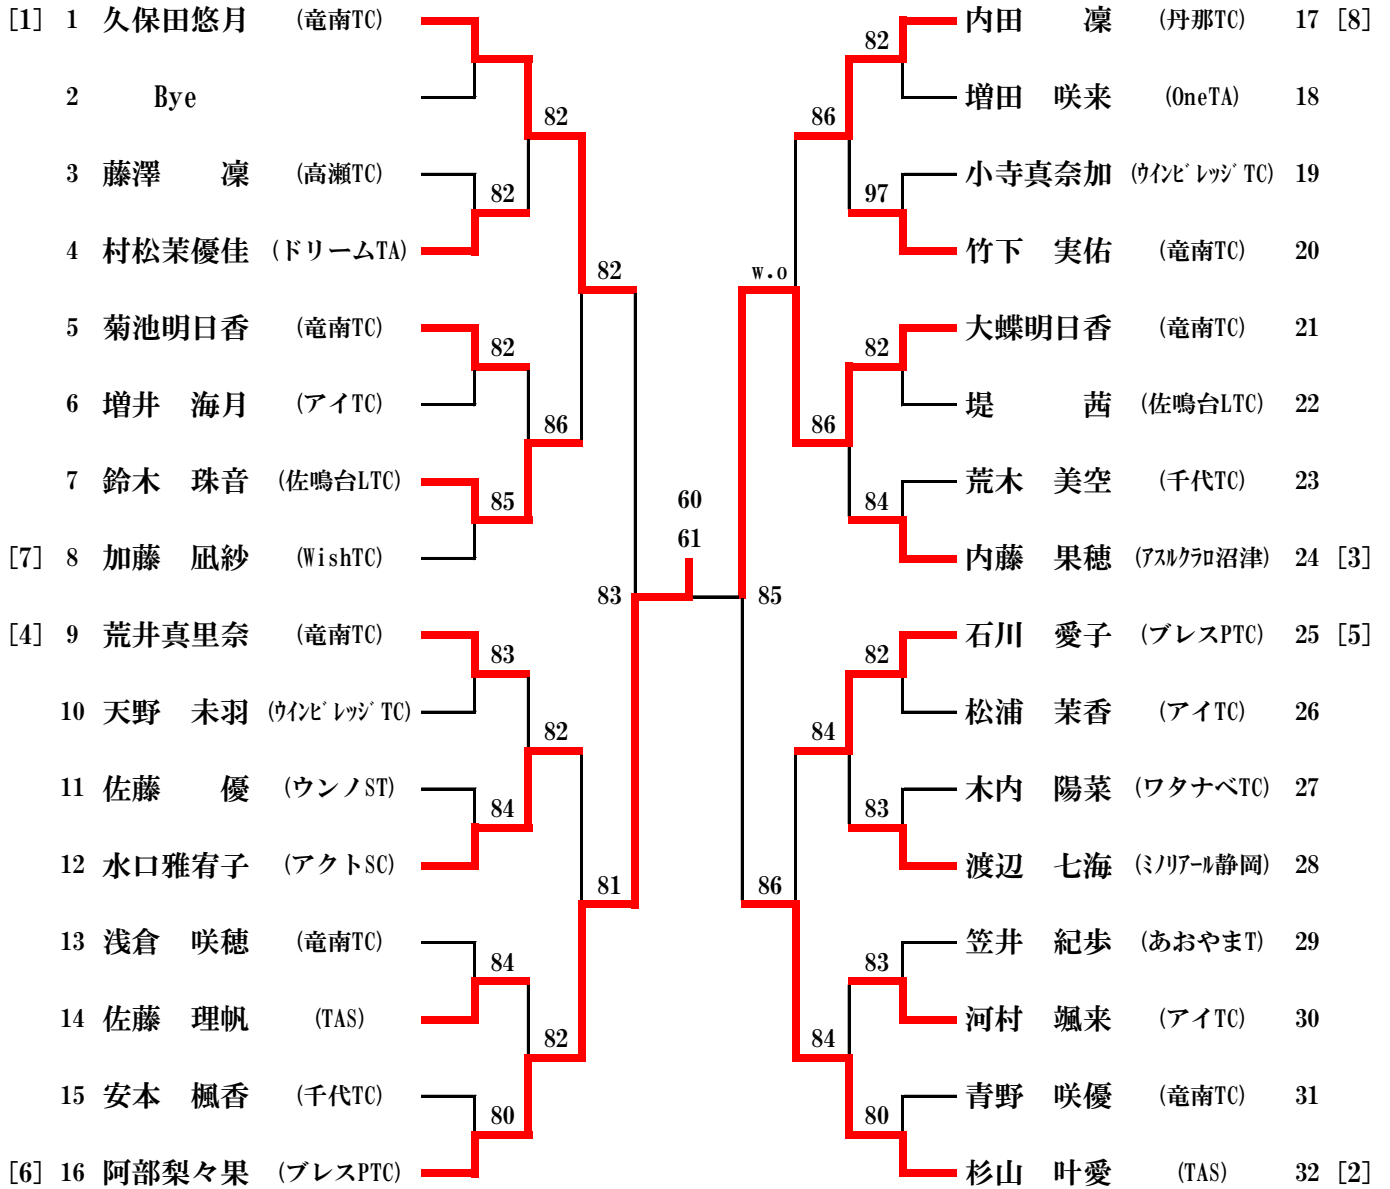 [1] 1 久保田悠月 (竜南TC)
2 Bye
3 藤澤 凜 (高瀬TC)
4 村松茉優佳 (ドリームTA)
5 菊池明日香 (竜南TC)
6 増井 海月 (アイTC)
7 鈴木 珠音 (佐鳴台LTC)
[7] 8 加藤 凪紗 (WishTC)
[4] 9 荒井真里奈 (竜南TC)
10 天野 未羽 (ウインビレッジTC)
11 佐藤 優 (ウンノST)
12 水口雅宥子 (アクトSC)
13 浅倉 咲穂 (竜南TC)
14 佐藤 理帆 (TAS)
15 安本 楓香 (千代TC)
[6] 16 阿部梨々果 (ブレスPTC)
82
82
85
83
84
84
80
82
86
82
82
82
81
83
60
61
85
w.o
86
86
86
84
84
82
97
82
84
82
83
83
80
内田 凜 (丹那TC) 17 [8]
増田 咲来 (OneTA) 18
小寺真奈加 (ウインビレッジTC) 19
竹下 実佑 (竜南TC) 20
大蝶明日香 (竜南TC) 21
堤 茜 (佐鳴台LTC) 22
荒木 美空 (千代TC) 23
内藤 果穂 (アスルクラロ沼津) 24 [3]
石川 愛子 (ブレスPTC) 25 [5]
松浦 茉香 (アイTC) 26
木内 陽菜 (ワタナベTC) 27
渡辺 七海 (ミノリアール静岡) 28
笠井 紀歩 (あおやまT) 29
河村 颯来 (アイTC) 30
青野 咲優 (竜南TC) 31
杉山 叶愛 (TAS) 32 [2]